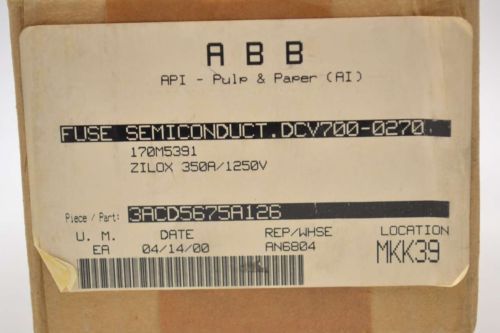 ABB
API - Pulp & Paper (AI)
FUSE SEMICONDUCT.DCV700-0270
170M5391
ZILOX 350A/1250V
Piece / Part: 3ACD5675A126
U. M. DATE REP/WHSE LOCATION
EA 04/14/00 AN6804 MKK39